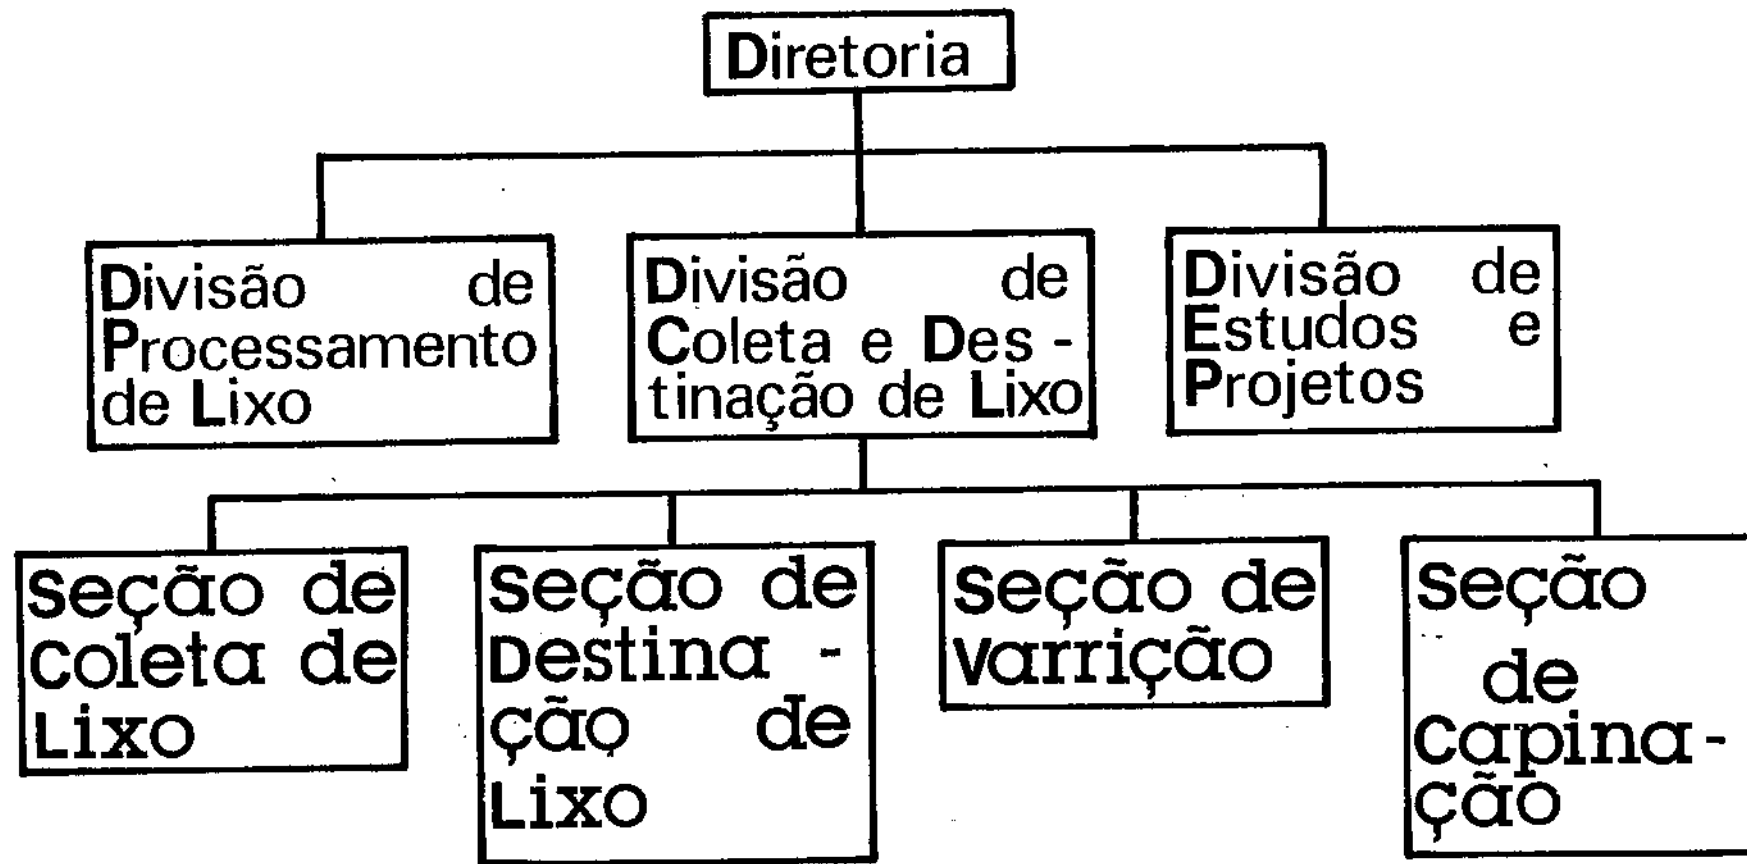 Diretoria
Divisão de
Processamento
de Lixo
Divisão de
Coleta e Des -
tinação de Lixo
Divisão de
Estudos e
Projetos
Seção de
Coleta de
Lixo
Seção de
Destina -
ção de
Lixo
Seção de
Varrição
Seção
de
Capina-
ção